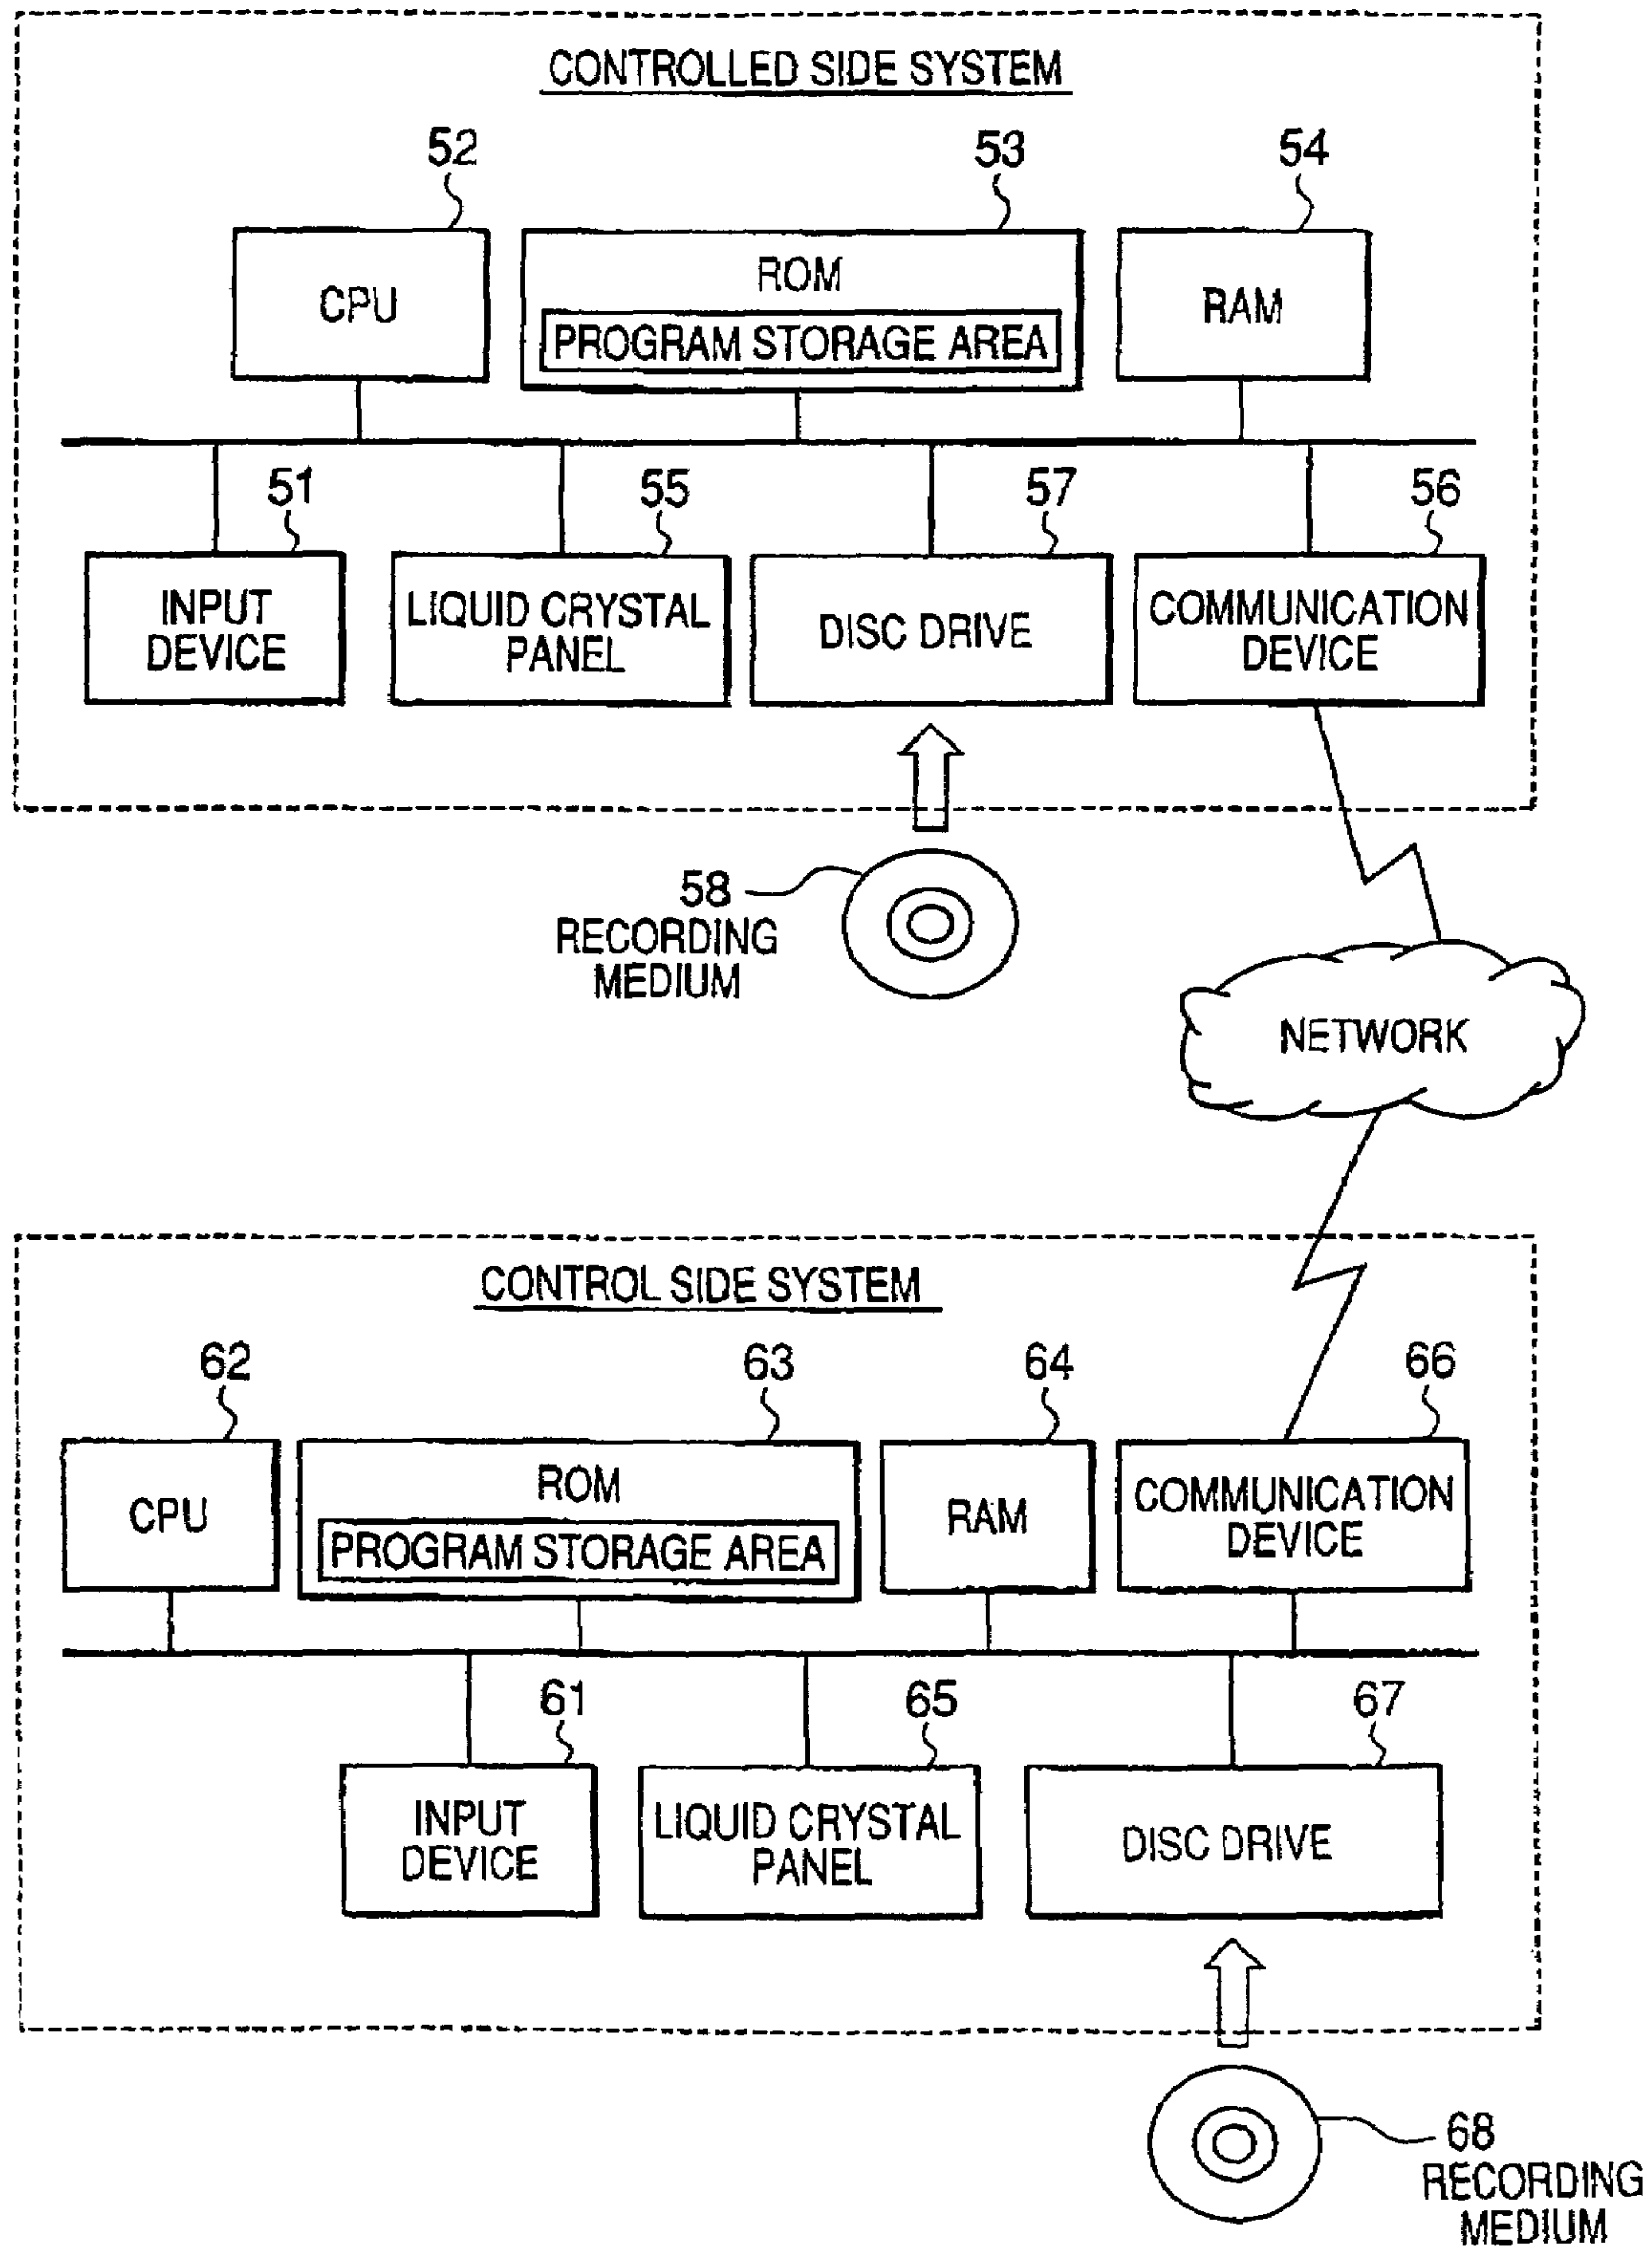 CONTROLLED SIDE SYSTEM
52
53
54
CPU
ROM
PROGRAM STORAGE AREA
RAM
51
55
57
56
INPUT
DEVICE
LIQUID CRYSTAL
PANEL
DISC DRIVE
COMMUNICATION
DEVICE
58
RECORDING
MEDIUM
NETWORK
CONTROL SIDE SYSTEM
62
63
64
66
CPU
ROM
PROGRAM STORAGE AREA
RAM
COMMUNICATION
DEVICE
61
65
67
INPUT
DEVICE
LIQUID CRYSTAL
PANEL
DISC DRIVE
68
RECORDING
MEDIUM